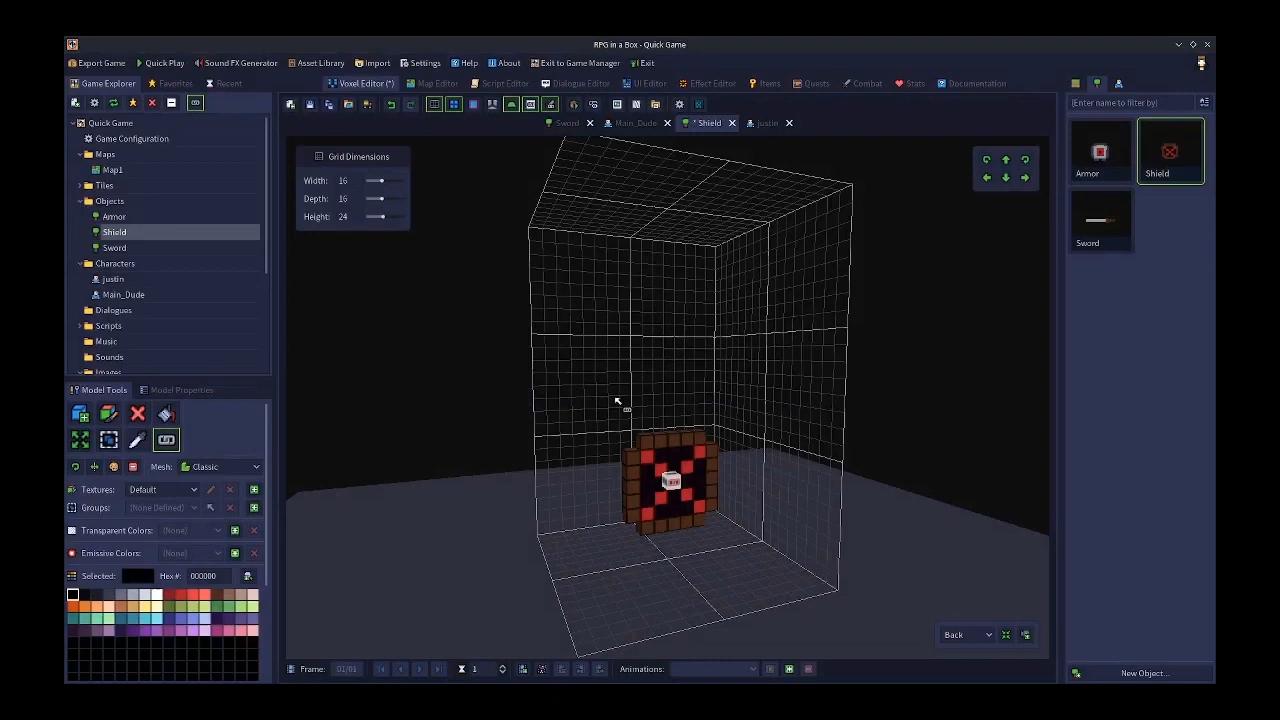 RPG in a Box - Quick Game
Export Game Quick Play Sound FX Generator Asset Library Import Settings Help About Exit to Game Manager Exit
Game Explorer Favorites Recent Voxel Editor (*) Map Editor Script Editor Dialogue Editor UI Editor Effect Editor Items Quests Combat Stats Documentation
(Enter name to filter by)
Quick Game
Game Configuration
Maps
Map1
Tiles
Objects
Armor
Shield
Sword
Characters
justin
Main_Dude
Dialogues
Scripts
Music
Sounds
Images
Sword Main_Dude * Shield justin
Grid Dimensions
Width: 16
Depth: 16
Height: 24
Armor
Shield
Sword
Model Tools Model Properties
Mesh: Classic
Textures: Default
Groups: (None Defined)
Transparent Colors: (None)
Emissive Colors: (None)
Selected: Hex #: 000000
Back
Frame: 01/01 1 Animations:
New Object...